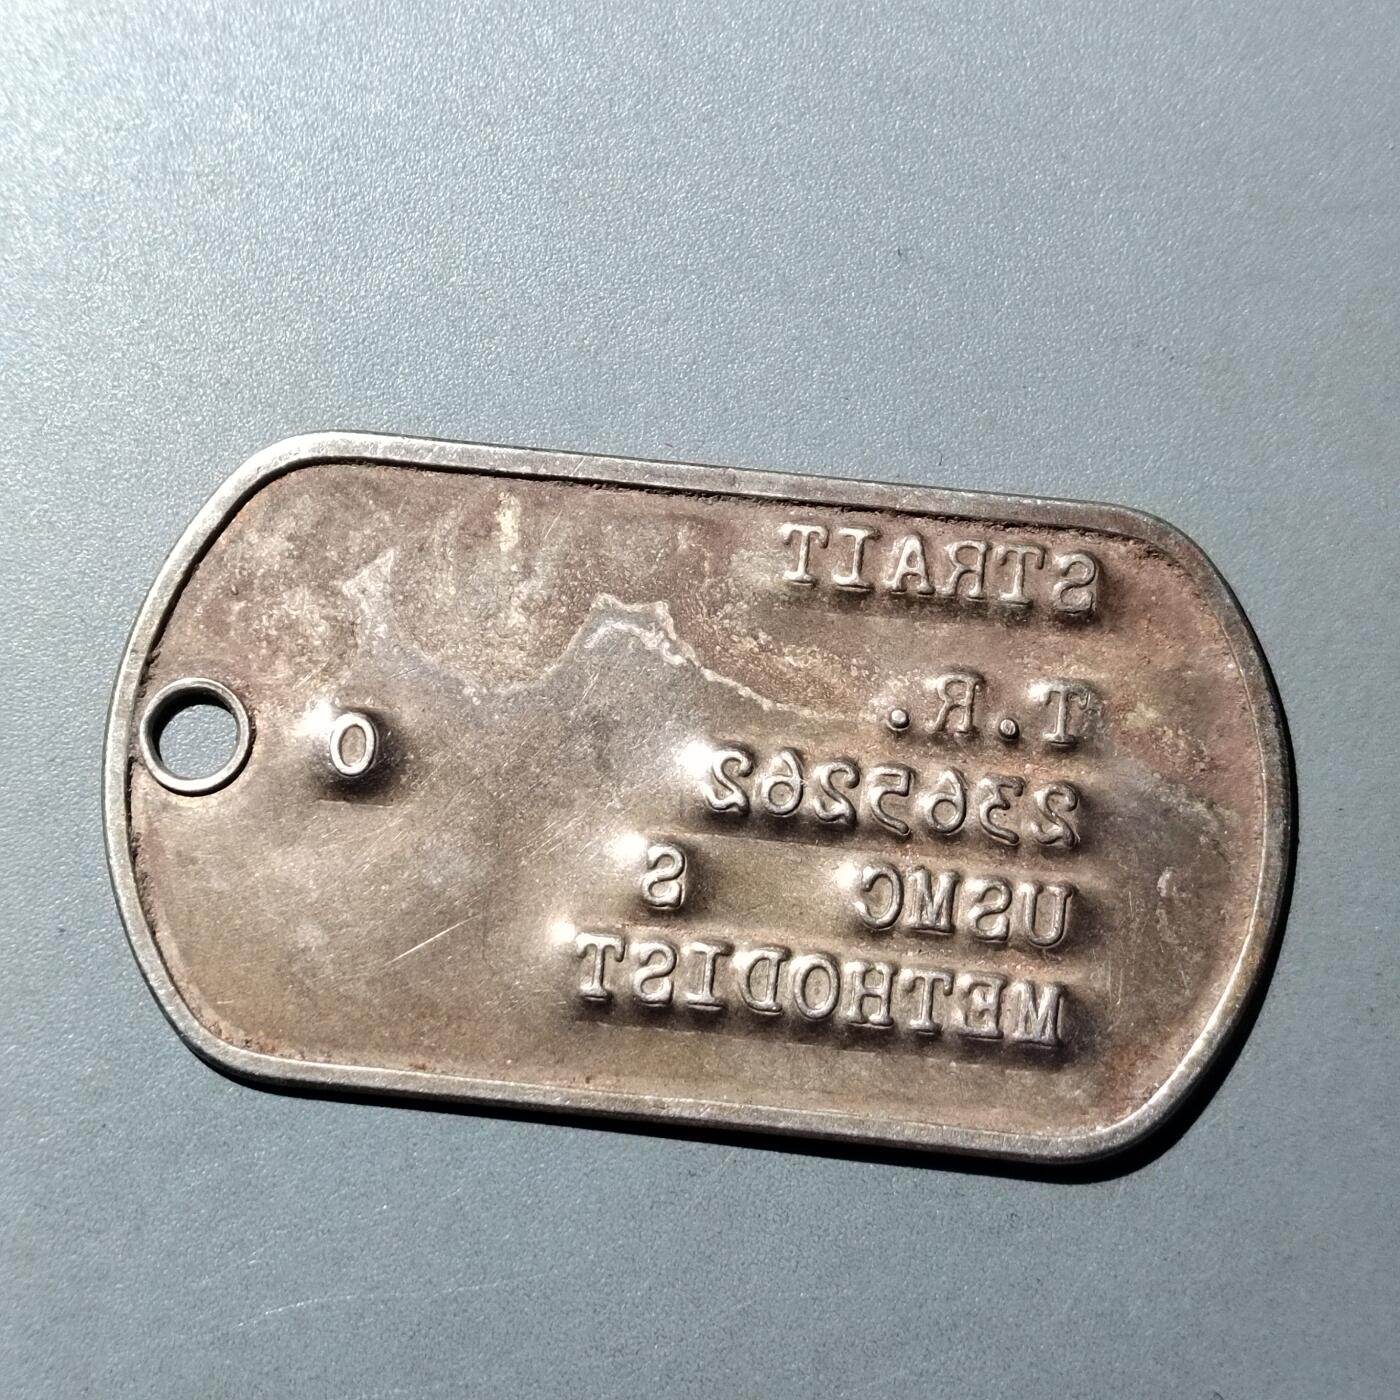 STRAIT
T.R. O
2365262
USMC S
METHODIST